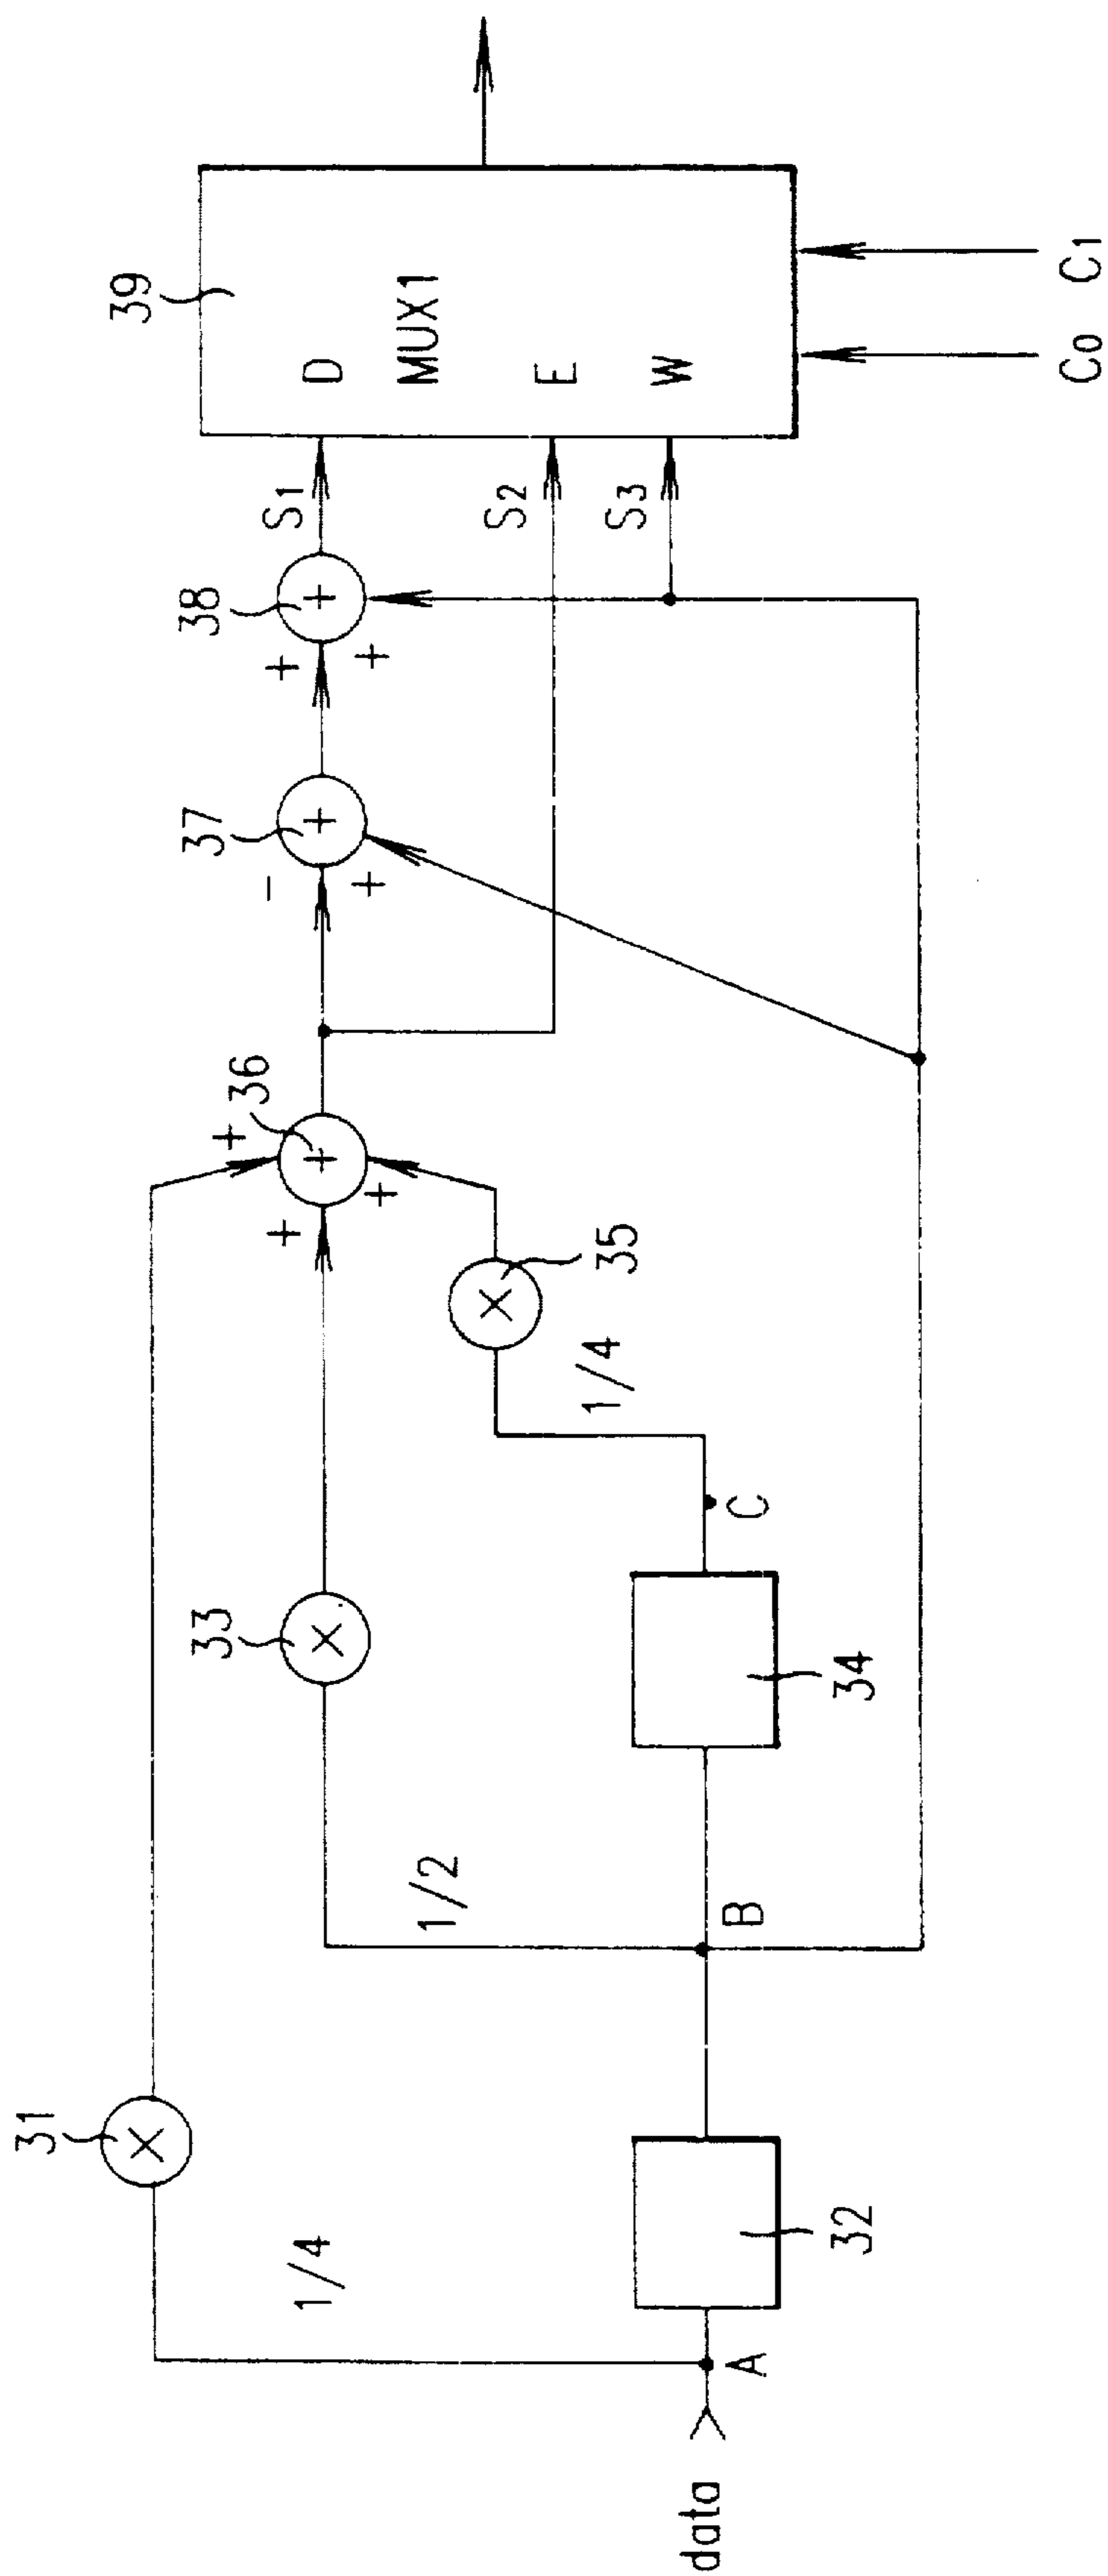 data
A
1/4
31
32
B
1/2
33
34
C
1/4
35
36
+
+
+
+
37
-
+
+
38
+
+
+
S1
S2
S3
39
D
MUX1
E
W
C0
C1
×
×
×